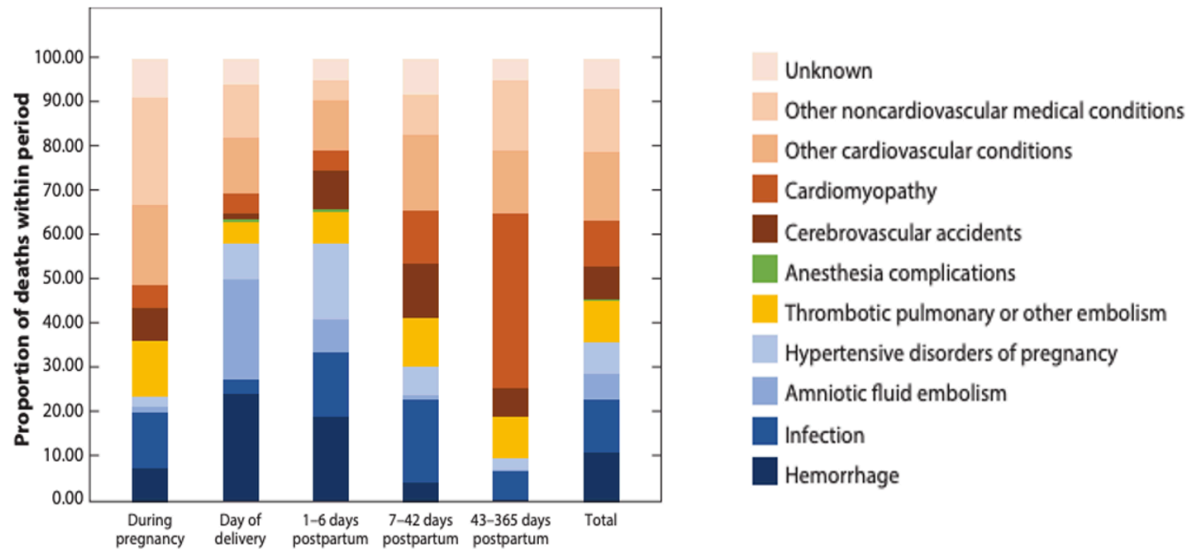 Proportion of deaths within period
100.00
90.00
80.00
70.00
60.00
50.00
40.00
30.00
20.00
10.00
0.00
During
pregnancy
Day of
delivery
1–6 days
postpartum
7–42 days
postpartum
43–365 days
postpartum
Total
Unknown
Other noncardiovascular medical conditions
Other cardiovascular conditions
Cardiomyopathy
Cerebrovascular accidents
Anesthesia complications
Thrombotic pulmonary or other embolism
Hypertensive disorders of pregnancy
Amniotic fluid embolism
Infection
Hemorrhage